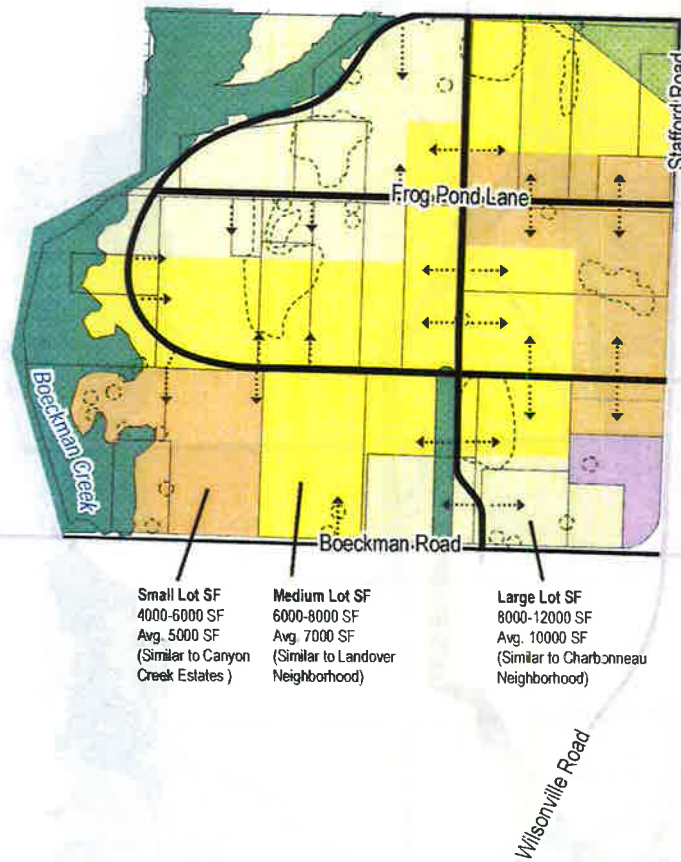 Stafford Road
Frog Pond Lane
Boeckman Creek
Boeckman Road
Small Lot SF
4000-6000 SF
Avg. 5000 SF
(Similar to Canyon
Creek Estates )
Medium Lot SF
6000-8000 SF
Avg. 7000 SF
(Similar to Landover
Neighborhood)
Large Lot SF
8000-12000 SF
Avg. 10000 SF
(Similar to Charbonneau
Neighborhood)
Wilsonville Road